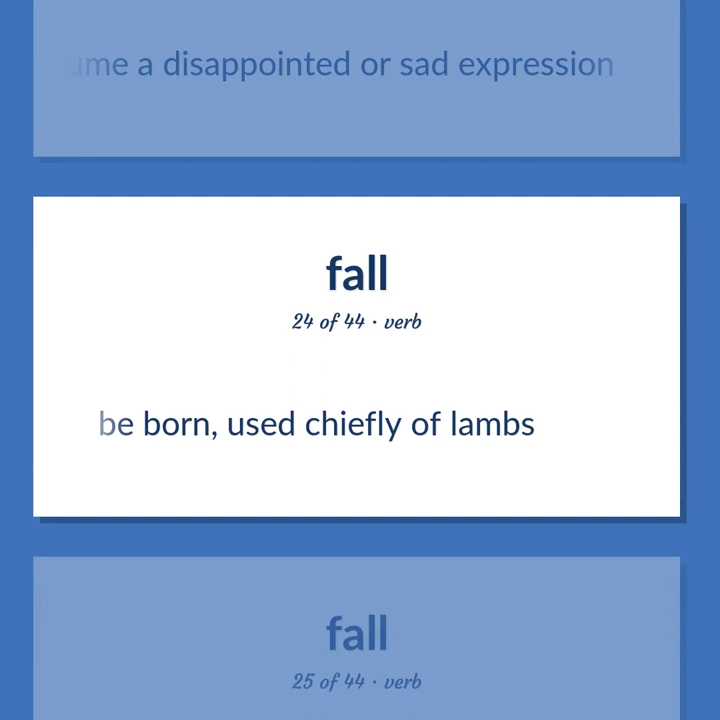 a disappointed or sad expression
fall
24 of 44 · verb
be born, used chiefly of lambs
fall
25 of 44 · verb